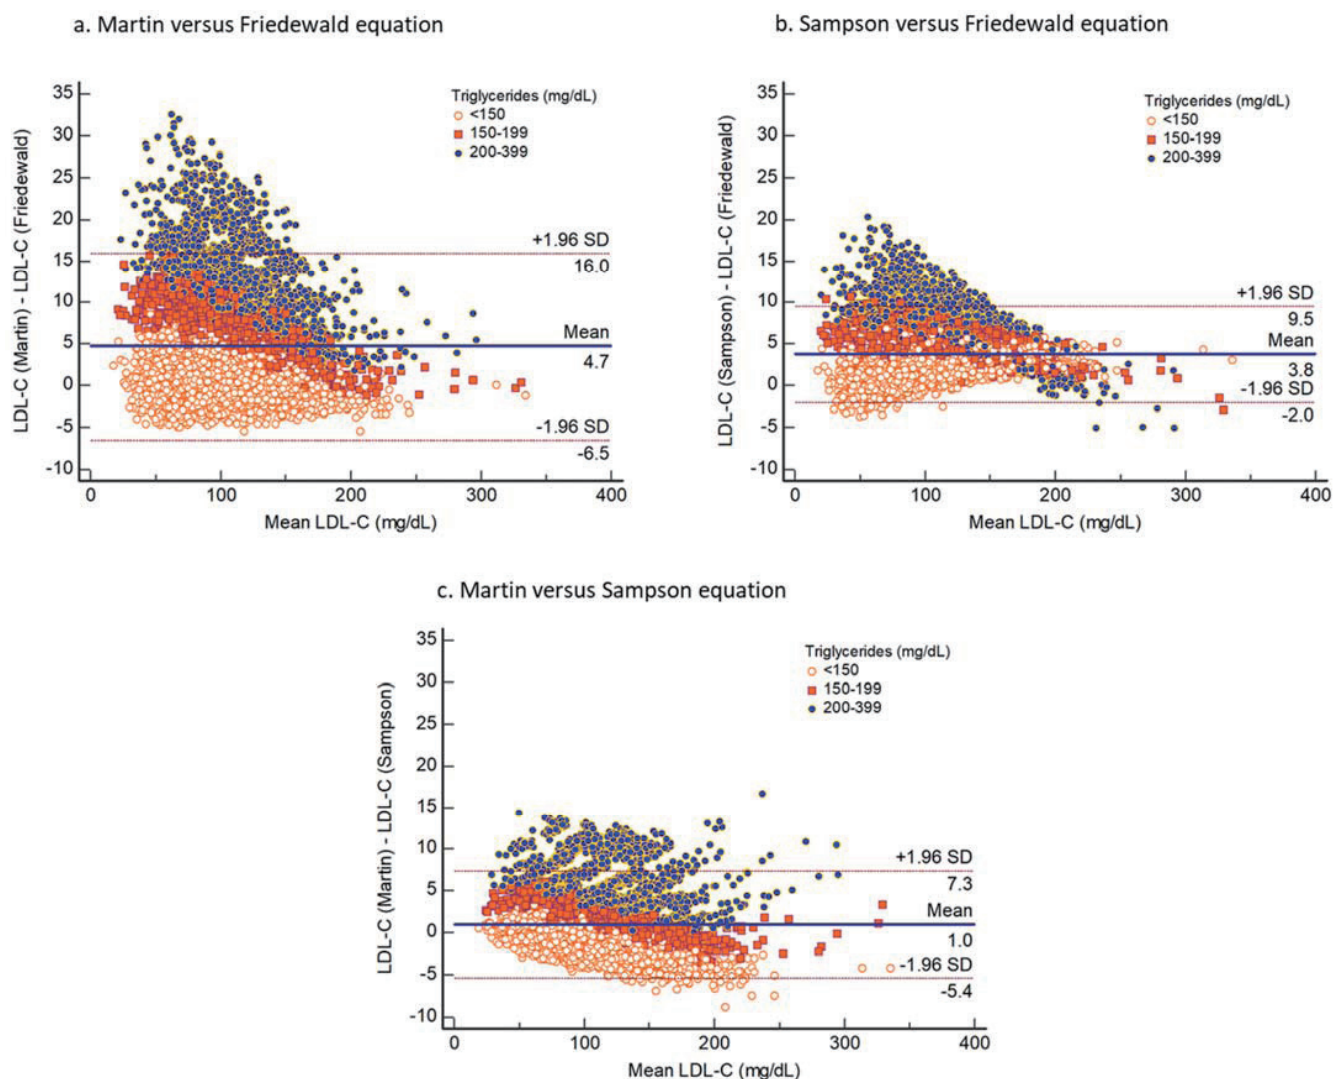 a. Martin versus Friedewald equation
35
30
25
20
15
10
5
0
-5
-10
LDL-C (Martin) - LDL-C (Friedewald)
Triglycerides (mg/dL)
<150
150-199
200-399
+1.96 SD
16.0
Mean
4.7
-1.96 SD
-6.5
0 100 200 300 400
Mean LDL-C (mg/dL)
b. Sampson versus Friedewald equation
35
30
25
20
15
10
5
0
-5
-10
LDL-C (Sampson) - LDL-C (Friedewald)
Triglycerides (mg/dL)
<150
150-199
200-399
+1.96 SD
9.5
Mean
3.8
-1.96 SD
-2.0
0 100 200 300 400
Mean LDL-C (mg/dL)
c. Martin versus Sampson equation
35
30
25
20
15
10
5
0
-5
-10
LDL-C (Martin) - LDL-C (Sampson)
Triglycerides (mg/dL)
<150
150-199
200-399
+1.96 SD
7.3
Mean
1.0
-1.96 SD
-5.4
0 100 200 300 400
Mean LDL-C (mg/dL)